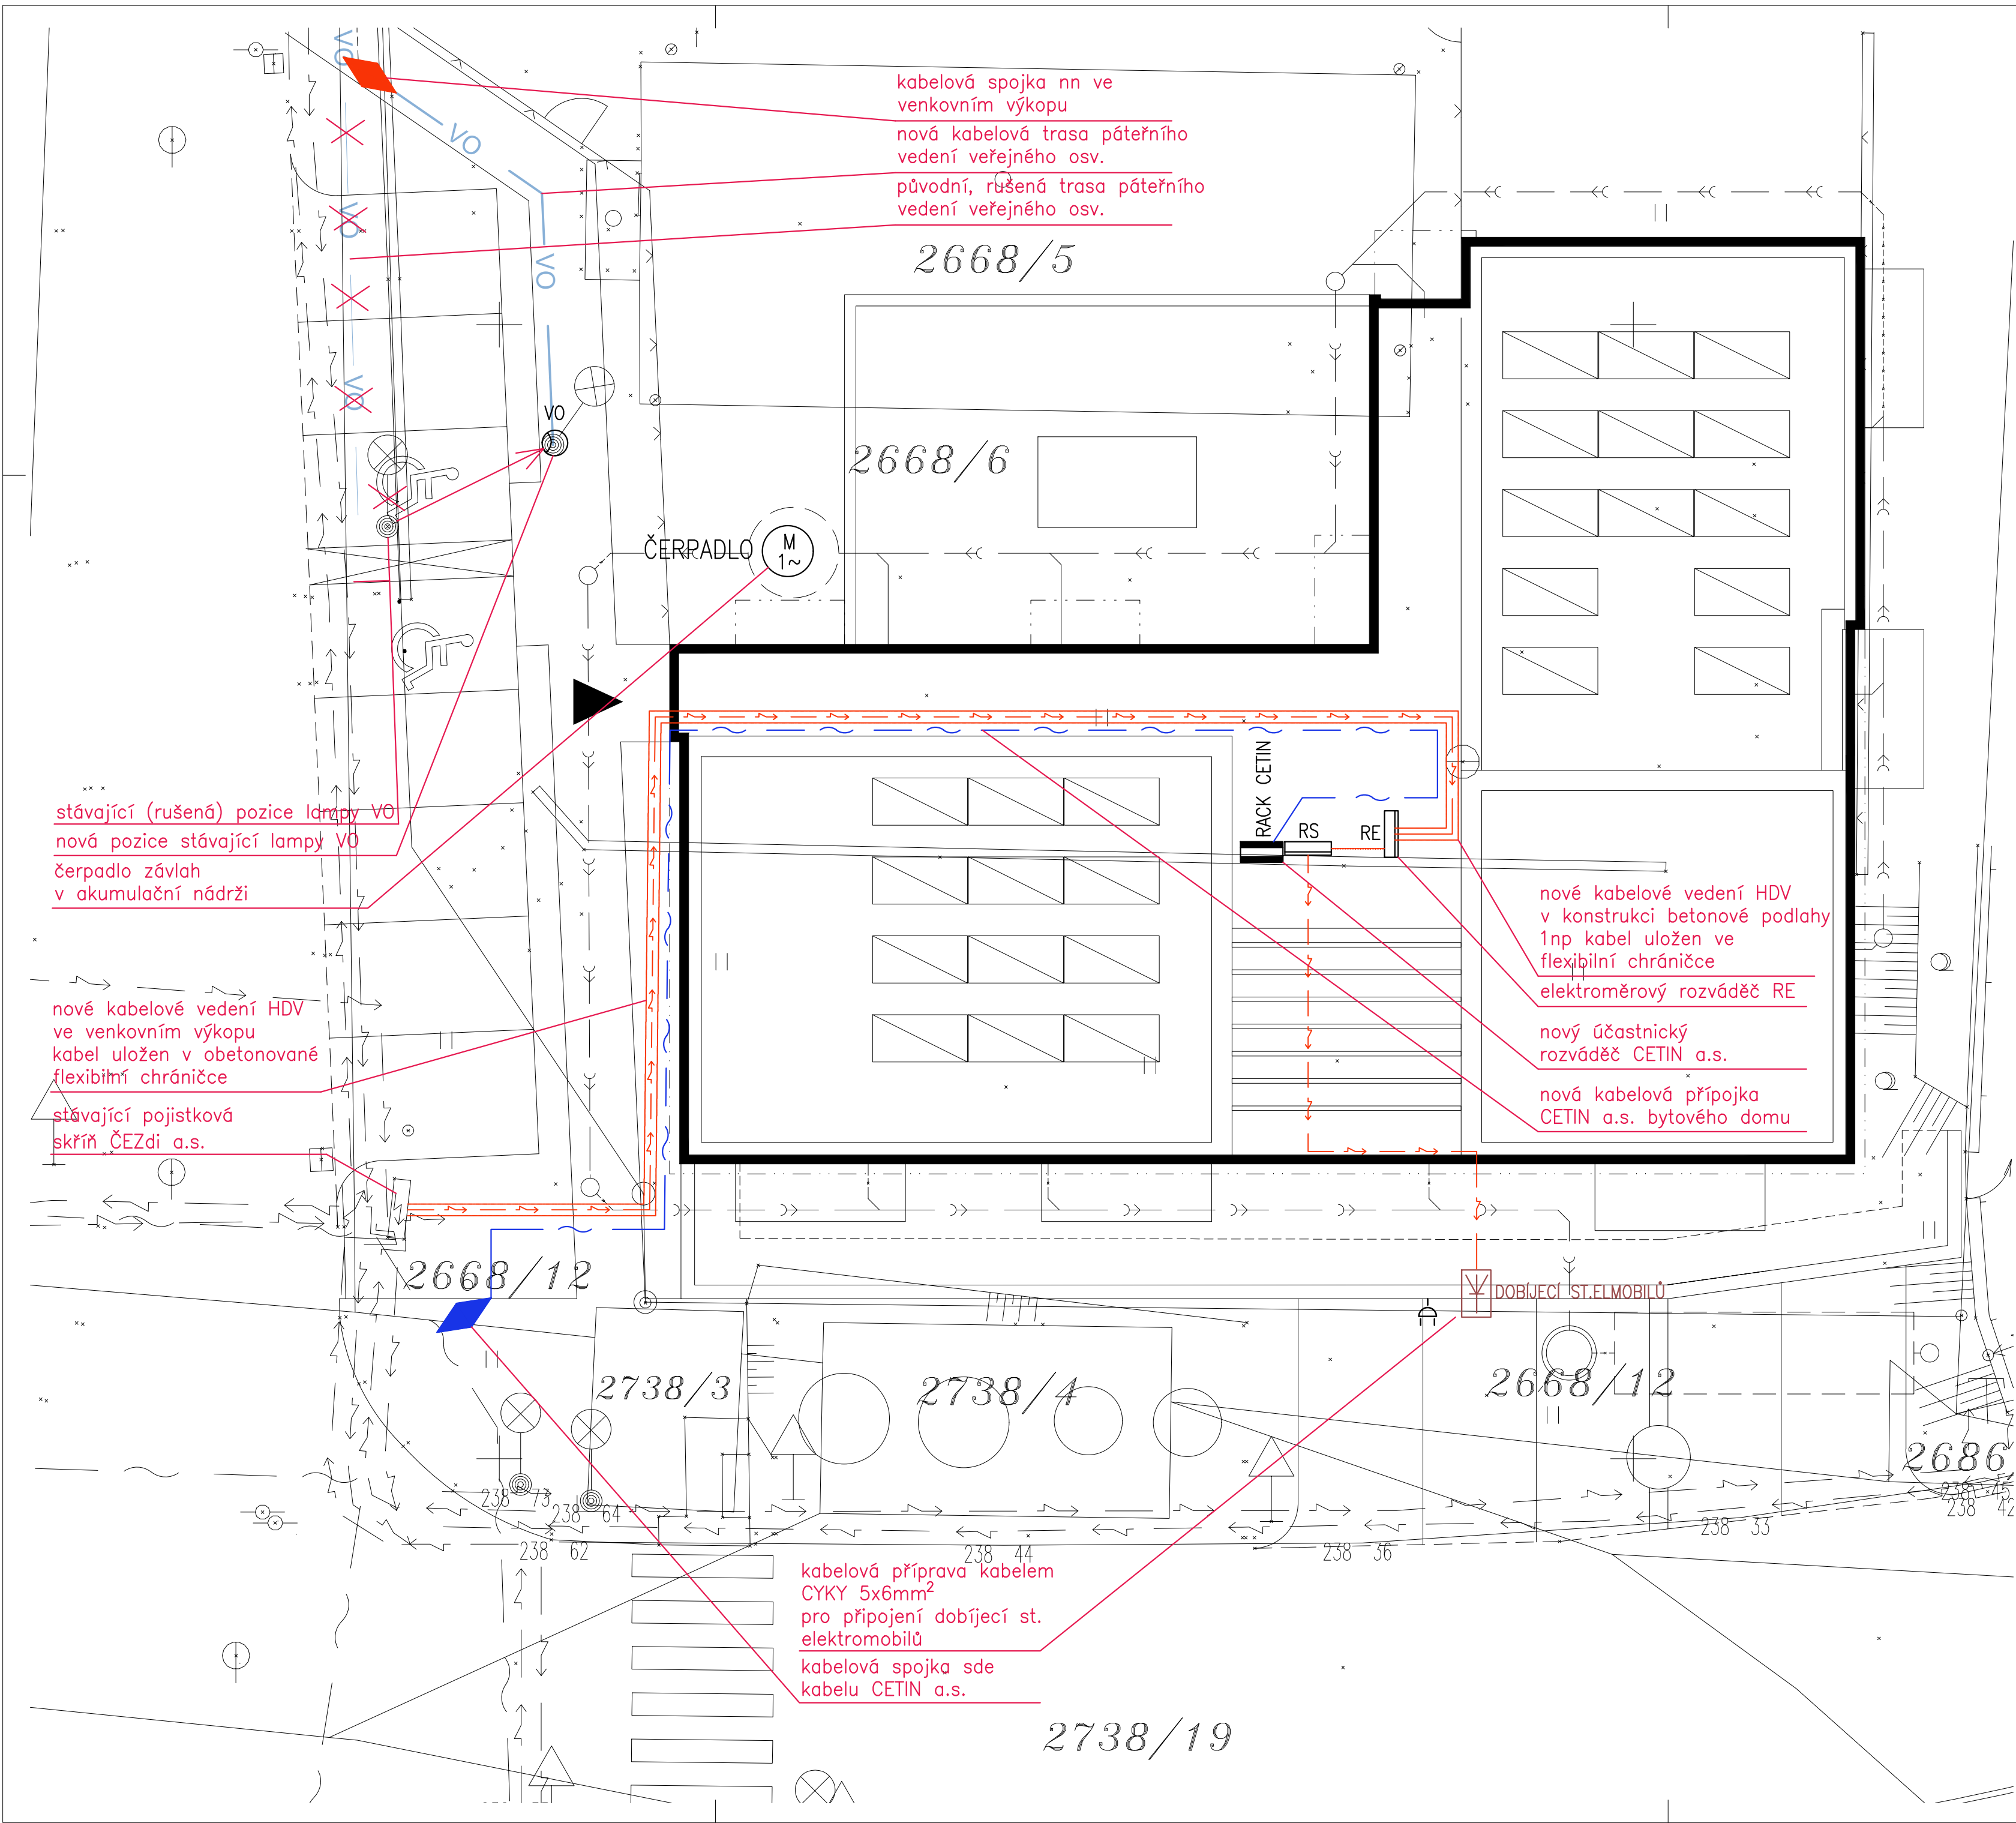 VO
kabelová spojka nn ve
venkovním výkopu
nová kabelová trasa páteřního
vedení veřejného osv.
původní, rušená trasa páteřního
vedení veřejného osv.
VO
VO
VO
VO
2668/5
VO
2668/6
ČERPADLO
M
1~
stávající (rušená) pozice lampy VO
nová pozice stávající lampy VO
čerpadlo závlah
v akumulační nádrži
RACK CETIN
RS
RE
nové kabelové vedení HDV
v konstrukci betonové podlahy
1np kabel uložen ve
flexibilní chráničce
elektroměrový rozváděč RE
nový účastnický
rozváděč CETIN a.s.
nová kabelová přípojka
CETIN a.s. bytového domu
nové kabelové vedení HDV
ve venkovním výkopu
kabel uložen v obetonované
flexibilní chráničce
stávající pojistková
skříň ČEZdi a.s.
2668/12
DOBÍJECÍ ST.ELMOBILŮ
2738/3
2738/4
2668/12
2686
238 73
238 64
238 62
238 44
238 36
238 33
238 45
238 42
kabelová příprava kabelem
CYKY 5x6mm²
pro připojení dobíjecí st.
elektromobilů
kabelová spojka sde
kabelu CETIN a.s.
2738/19